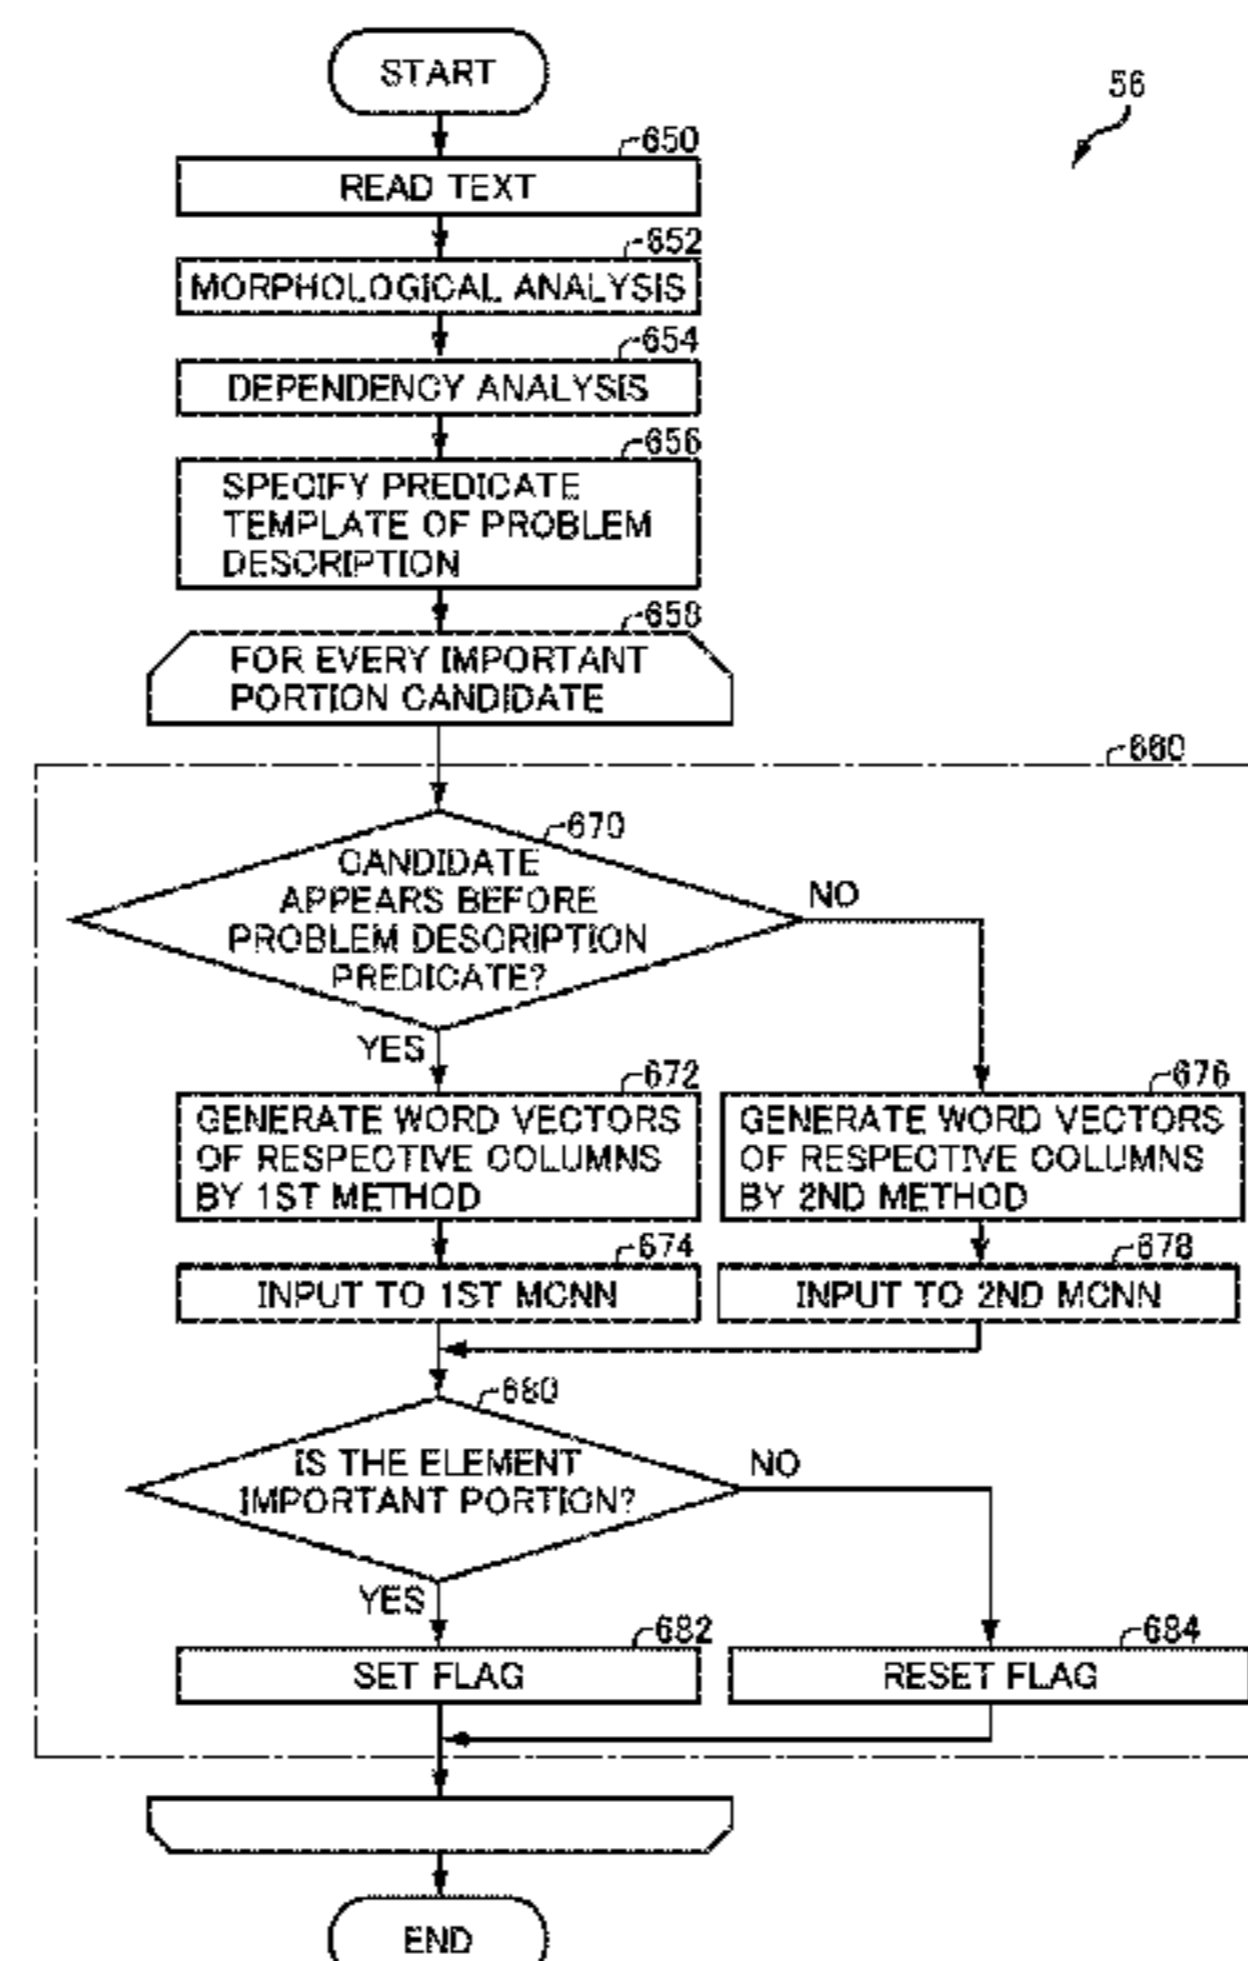 START
56
650
READ TEXT
652
MORPHOLOGICAL ANALYSIS
654
DEPENDENCY ANALYSIS
656
SPECIFY PREDICATE
TEMPLATE OF PROBLEM
DESCRIPTION
658
FOR EVERY IMPORTANT
PORTION CANDIDATE
660
670
CANDIDATE
APPEARS BEFORE
PROBLEM DESCRIPTION
PREDICATE?
NO
YES
672
GENERATE WORD VECTORS
OF RESPECTIVE COLUMNS
BY 1ST METHOD
676
GENERATE WORD VECTORS
OF RESPECTIVE COLUMNS
BY 2ND METHOD
674
INPUT TO 1ST MCNN
678
INPUT TO 2ND MCNN
680
IS THE ELEMENT
IMPORTANT PORTION?
NO
YES
682
SET FLAG
684
RESET FLAG
END